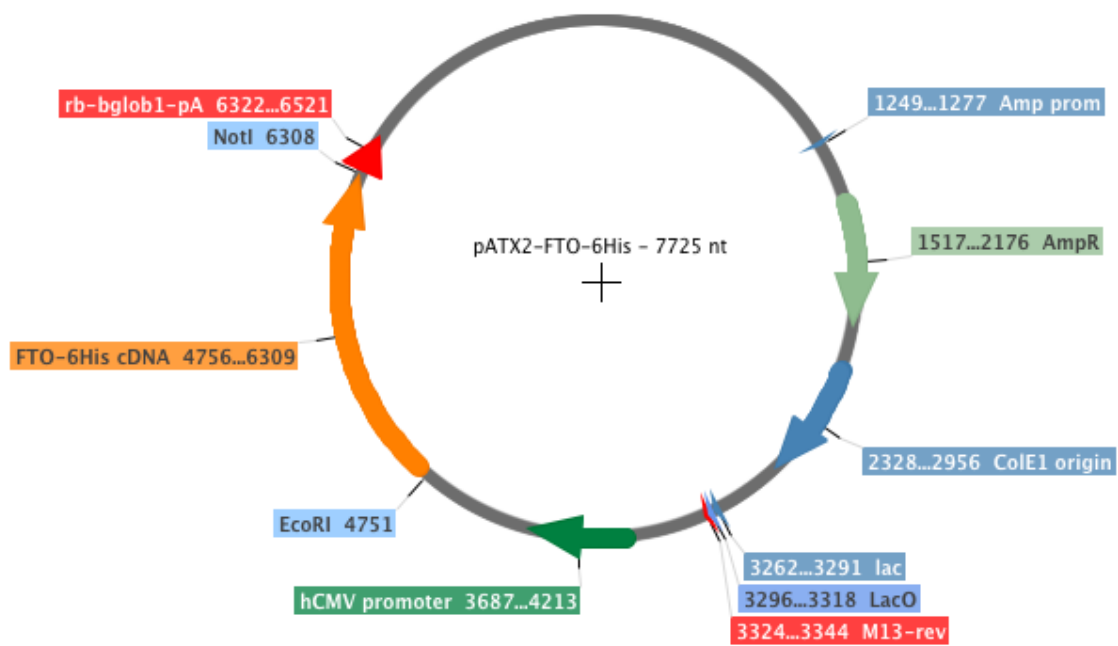 rb-bglob1-pA 6322...6521
NotI 6308
1249...1277 Amp prom
pATX2-FTO-6His - 7725 nt
1517...2176 AmpR
FTO-6His cDNA 4756...6309
2328...2956 ColE1 origin
EcoRI 4751
3262...3291 lac
hCMV promoter 3687...4213
3296...3318 LacO
3324...3344 M13-rev